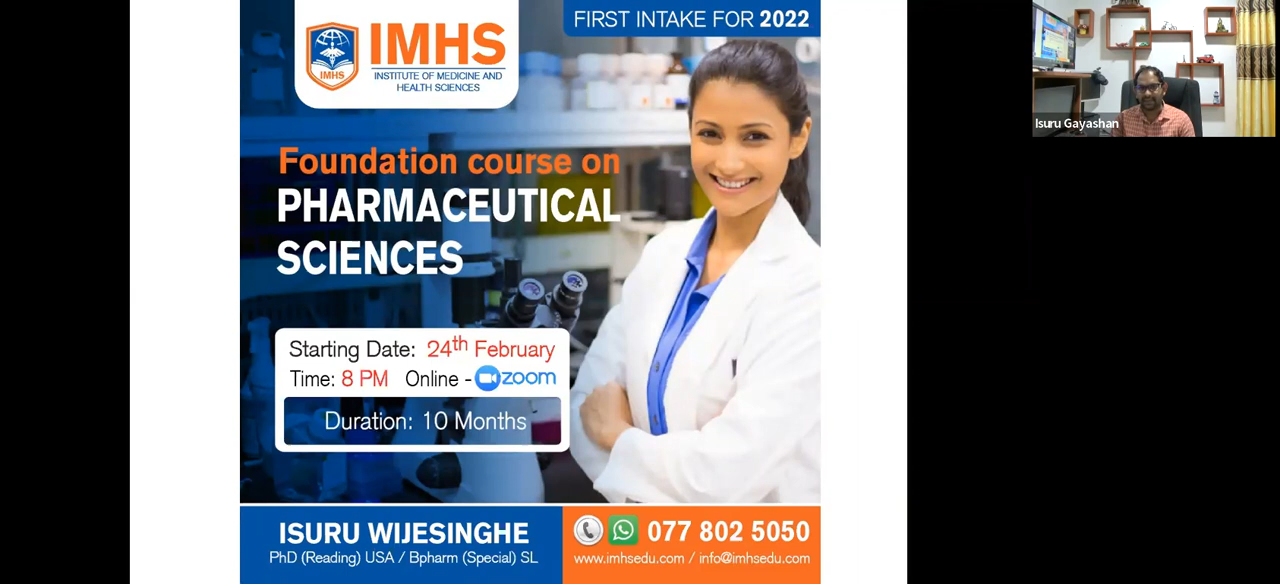 FIRST INTAKE FOR 2022
IMHS
INSTITUTE OF MEDICINE AND
HEALTH SCIENCES
IMHS
Foundation course on
PHARMACEUTICAL
SCIENCES
Starting Date: 24th February
Time: 8 PM Online - zoom
Duration: 10 Months
ISURU WIJESINGHE
PhD (Reading) USA / Bpharm (Special) SL
077 802 5050
www.imhsedu.com / info@imhsedu.com
Isuru Gayashan